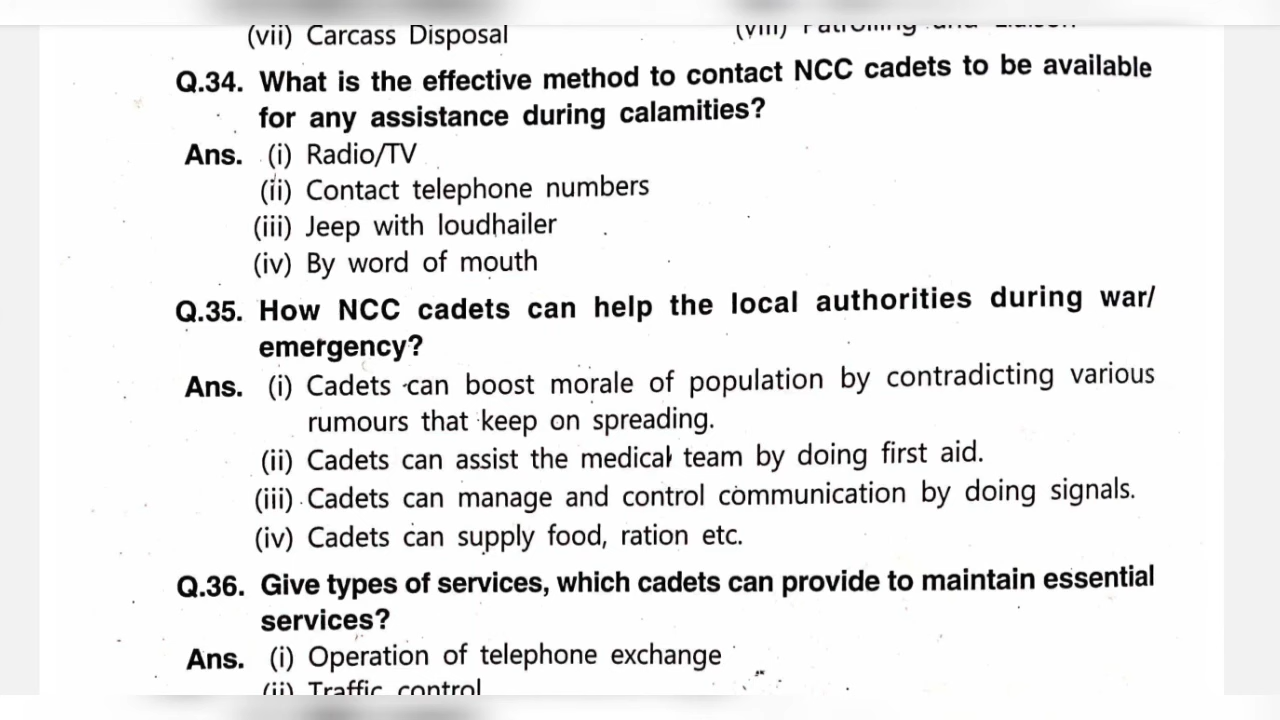 (vii) Carcass Disposal (viii) Patrolling and Liaison.
Q.34. What is the effective method to contact NCC cadets to be available
for any assistance during calamities?
Ans. (i) Radio/TV
(ii) Contact telephone numbers
(iii) Jeep with loudhailer
(iv) By word of mouth
Q.35. How NCC cadets can help the local authorities during war/
emergency?
Ans. (i) Cadets can boost morale of population by contradicting various
rumours that keep on spreading.
(ii) Cadets can assist the medical team by doing first aid.
(iii) Cadets can manage and control communication by doing signals.
(iv) Cadets can supply food, ration etc.
Q.36. Give types of services, which cadets can provide to maintain essential
services?
Ans. (i) Operation of telephone exchange
(ii) Traffic control